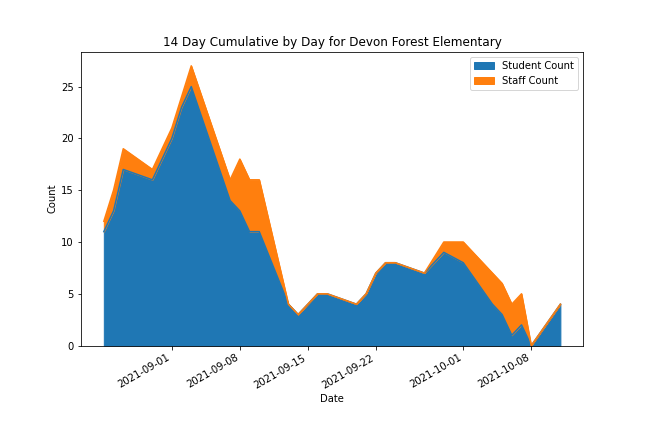 14 Day Cumulative by Day for Devon Forest Elementary
Student Count
Staff Count
25
20
15
10
5
0
Count
2021-09-01
2021-09-08
2021-09-15
2021-09-22
2021-10-01
2021-10-08
Date